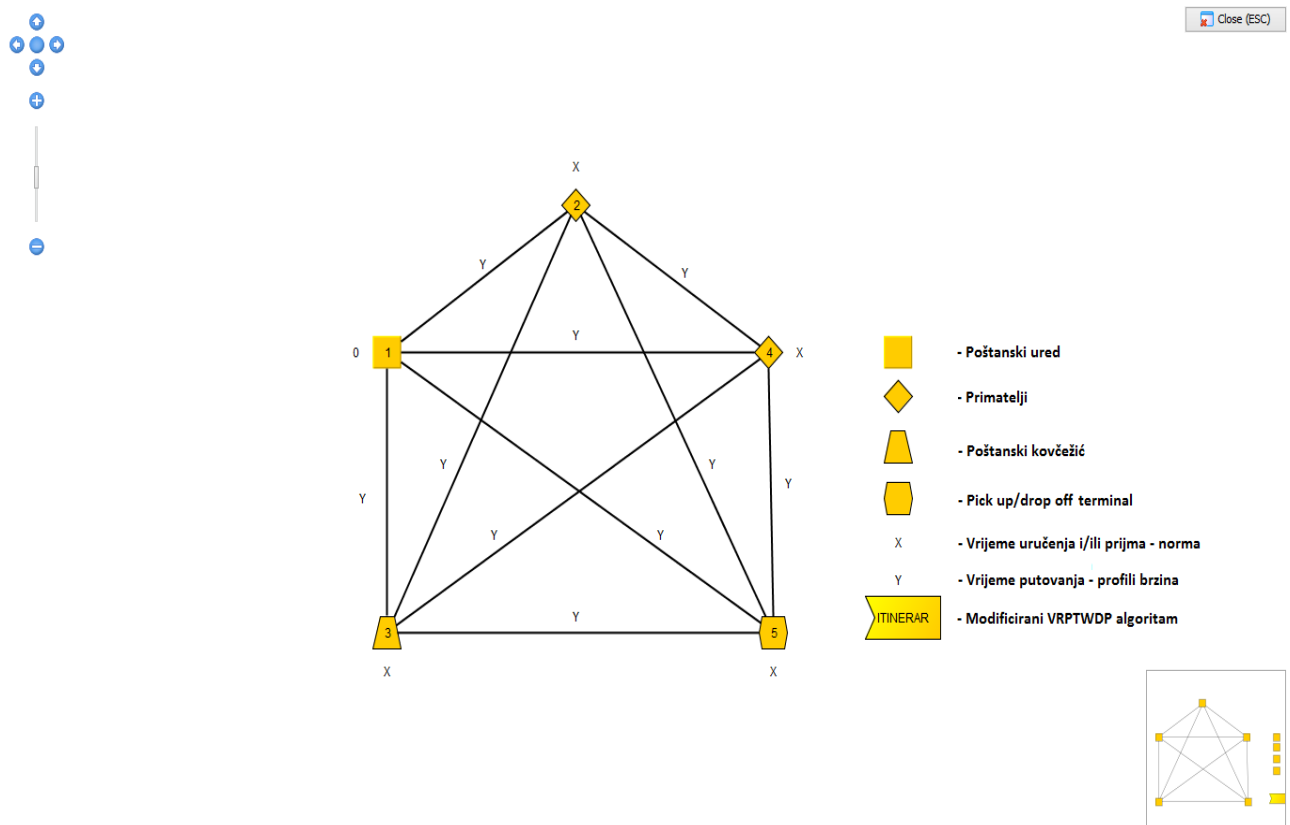 Close (ESC)
X
2
Y
Y
Y
0
1
4
X
Y
Y
Y
Y
Y
Y
Y
3
5
X
X
- Poštanski ured
- Primatelji
- Poštanski kovčežić
- Pick up/drop off terminal
X - Vrijeme uručenja i/ili prijma - norma
Y - Vrijeme putovanja - profili brzina
ITINERAR - Modificirani VRPTWDP algoritam